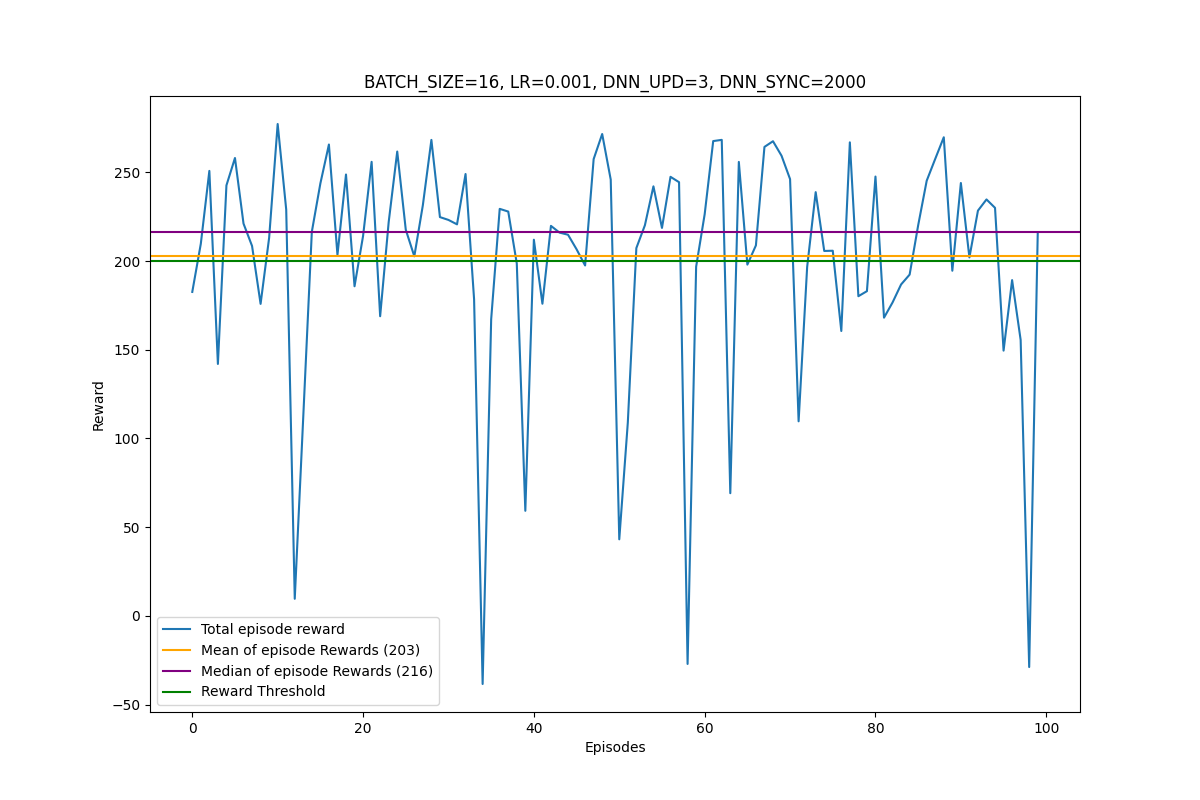 BATCH_SIZE=16, LR=0.001, DNN_UPD=3, DNN_SYNC=2000
250
200
150
100
50
0
−50
Reward
Total episode reward
Mean of episode Rewards (203)
Median of episode Rewards (216)
Reward Threshold
0 20 40 60 80 100
Episodes